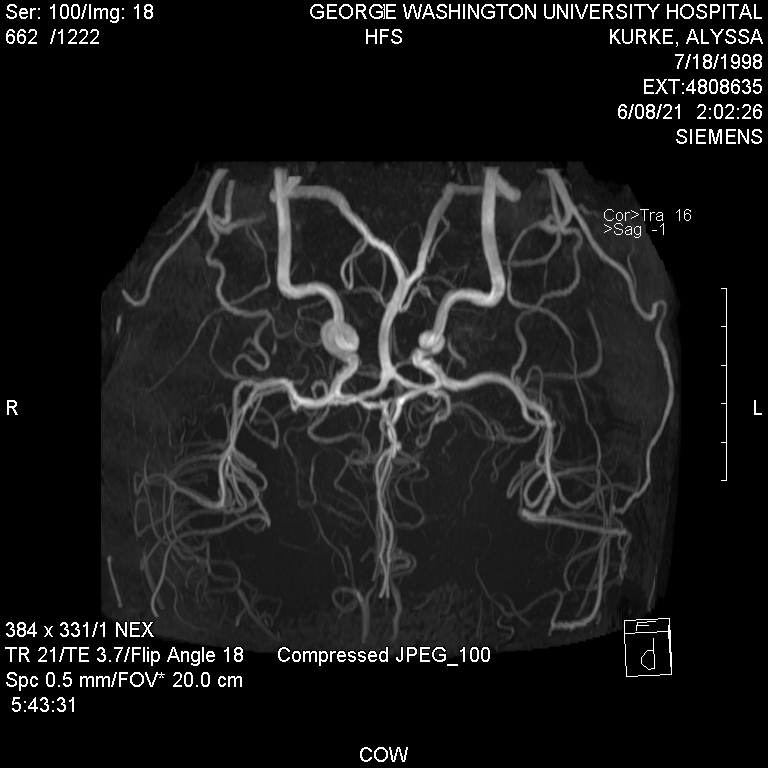 Ser: 100/Img: 18
662 /1222
HFS
GEORGE WASHINGTON UNIVERSITY HOSPITAL
KURKE, ALYSSA
7/18/1998
EXT:4808635
6/08/21 2:02:26
SIEMENS
Cor>Tra 16
>Sag -1
R
L
384 x 331/1 NEX
TR 21/TE 3.7/Flip Angle 18
Spc 0.5 mm/FOV* 20.0 cm
5:43:31
Compressed JPEG_100
F
COW